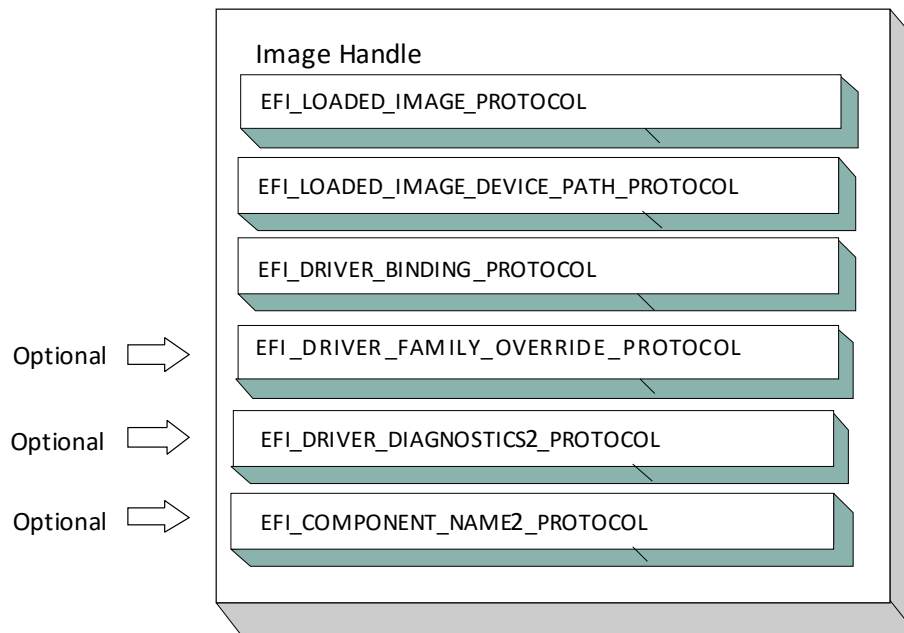 Image Handle
EFI_LOADED_IMAGE_PROTOCOL
EFI_LOADED_IMAGE_DEVICE_PATH_PROTOCOL
EFI_DRIVER_BINDING_PROTOCOL
Optional
EFI_DRIVER_FAMILY_OVERRIDE_PROTOCOL
Optional
EFI_DRIVER_DIAGNOSTICS2_PROTOCOL
Optional
EFI_COMPONENT_NAME2_PROTOCOL